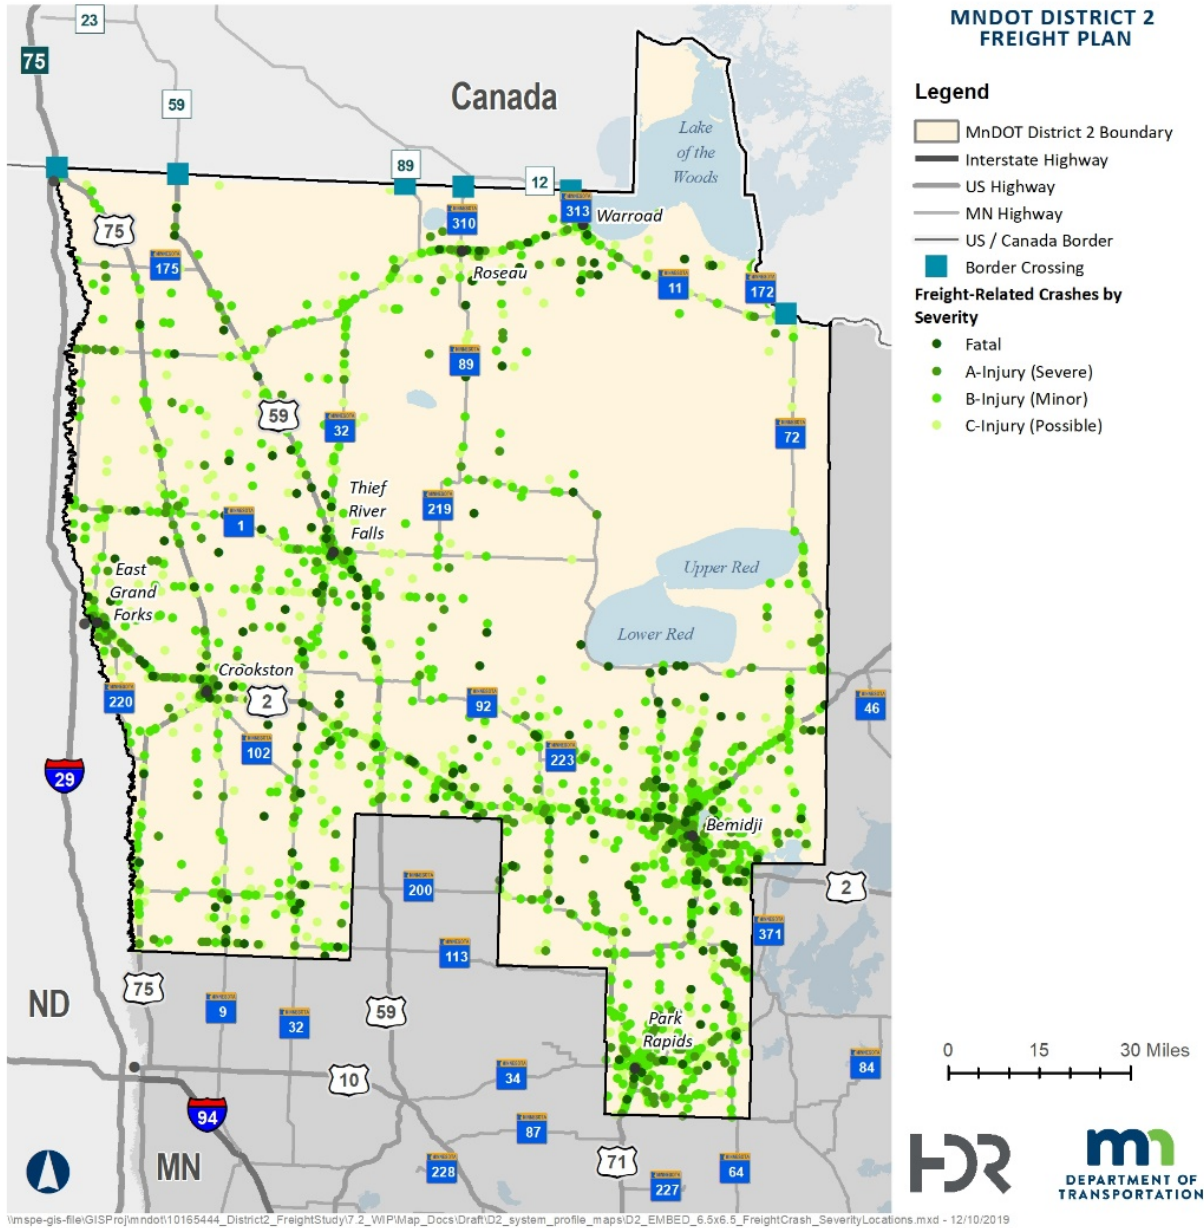 MNDOT DISTRICT 2
FREIGHT PLAN
Legend
MnDOT District 2 Boundary
Interstate Highway
US Highway
MN Highway
US / Canada Border
Border Crossing
Freight-Related Crashes by
Severity
Fatal
A-Injury (Severe)
B-Injury (Minor)
C-Injury (Possible)
23
75
59
Canada
Lake
of the
Woods
89
12
313
Warroad
310
75
175
Roseau
11
172
89
59
32
72
Thief
River
Falls
219
1
East
Grand
Forks
Upper Red
Lower Red
Crookston
2
220
92
46
102
223
29
Bemidji
200
2
371
113
75
ND
9
32
59
Park
Rapids
0 15 30 Miles
84
34
10
94
87
MN
228
71
227
64
HDR
mn
DEPARTMENT OF
TRANSPORTATION
\\mspe-gis-file\GISProj\mndot\10165444_District2_FreightStudy\7.2_WIP\Map_Docs\Draft\D2_system_profile_maps\D2_EMBED_6.5x6.5_FreightCrash_SeverityLocations.mxd - 12/10/2019